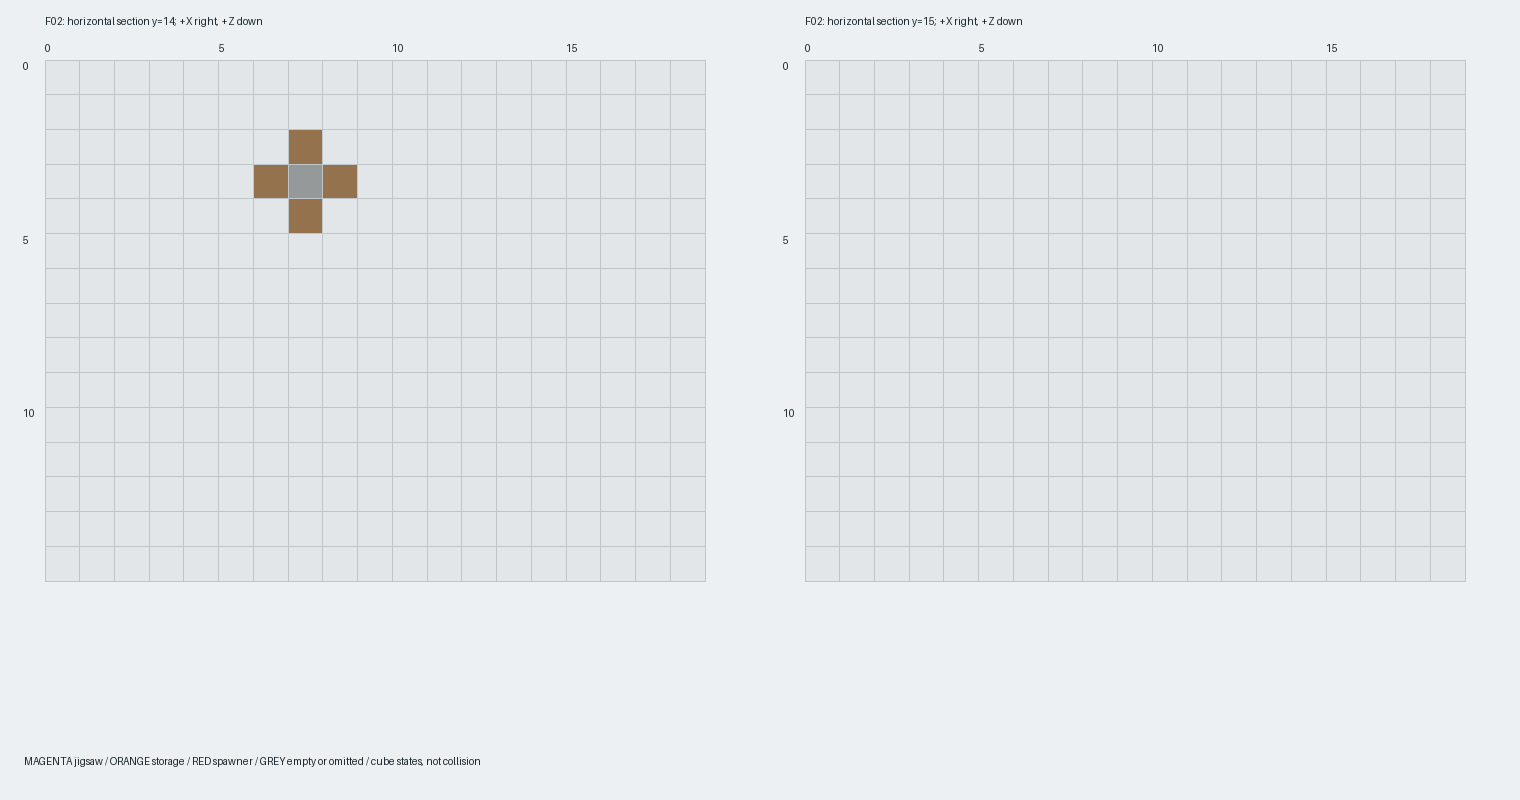 F02: horizontal section y=14; +X right, +Z down
0 5 10 15
0
5
10
F02: horizontal section y=15; +X right, +Z down
0 5 10 15
0
5
10
MAGENTA jigsaw / ORANGE storage / RED spawner / GREY empty or omitted / cube states, not collision